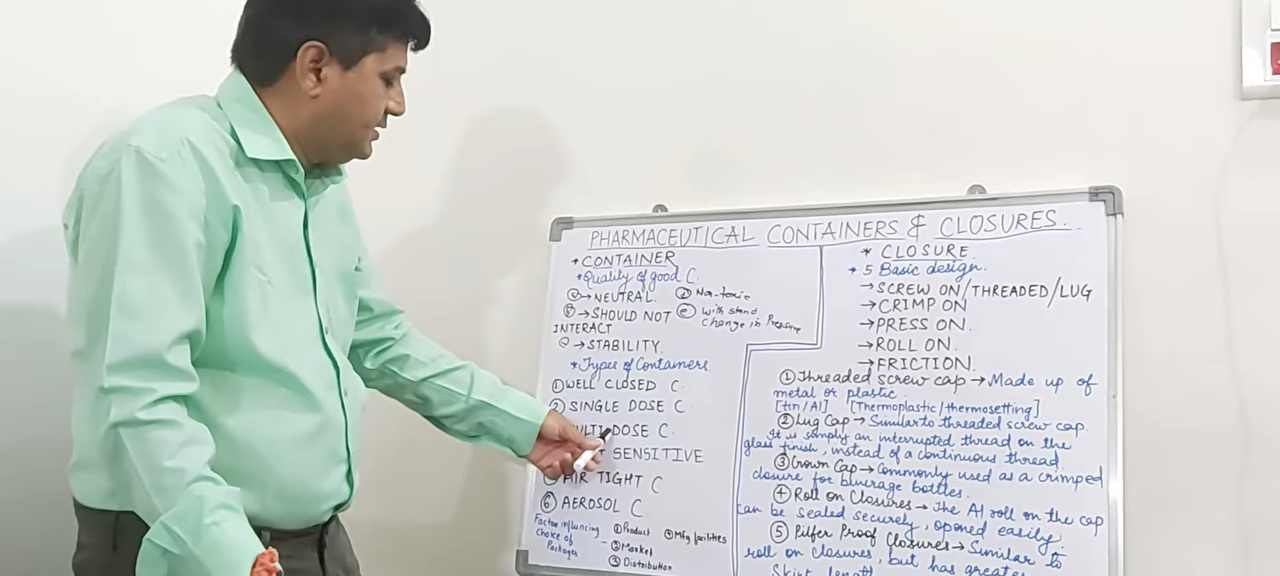 PHARMACEUTICAL CONTAINERS & CLOSURES.
* CONTAINER
* Quality of good C.
ⓐ → NEUTRAL.
ⓓ Non-toxic
ⓑ → SHOULD NOT INTERACT
ⓔ with stand change in Pressure
ⓒ → STABILITY.
* Types of Containers.
① WELL CLOSED C.
② SINGLE DOSE C.
DOSE C.
SENSITIVE
AIR TIGHT C
⑥ AEROSOL C.
Factor influencing choice of Packages
① Product
② Market
③ Distribution
④ Mfg facilities
* CLOSURE.
* 5 Basic design.
→ SCREW ON/THREADED/LUG
→ CRIMP ON
→ PRESS ON.
→ ROLL ON.
→ FRICTION.
① Threaded screw cap → Made up of
metal or plastic.
[tin/Al] [Thermoplastic/thermosetting]
② Lug Cap → Similar to threaded screw cap.
It is simply an interrupted thread on the
glass finish, instead of a continuous thread.
③ Crown Cap → Commonly used as a crimped
closure for bevrage bottles.
④ Roll on Closures → The Al roll on the cap
can be sealed securely, opened easily.
⑤ Pilfer Proof Closures → Similar to
roll on closures, but has greater
Skirt length